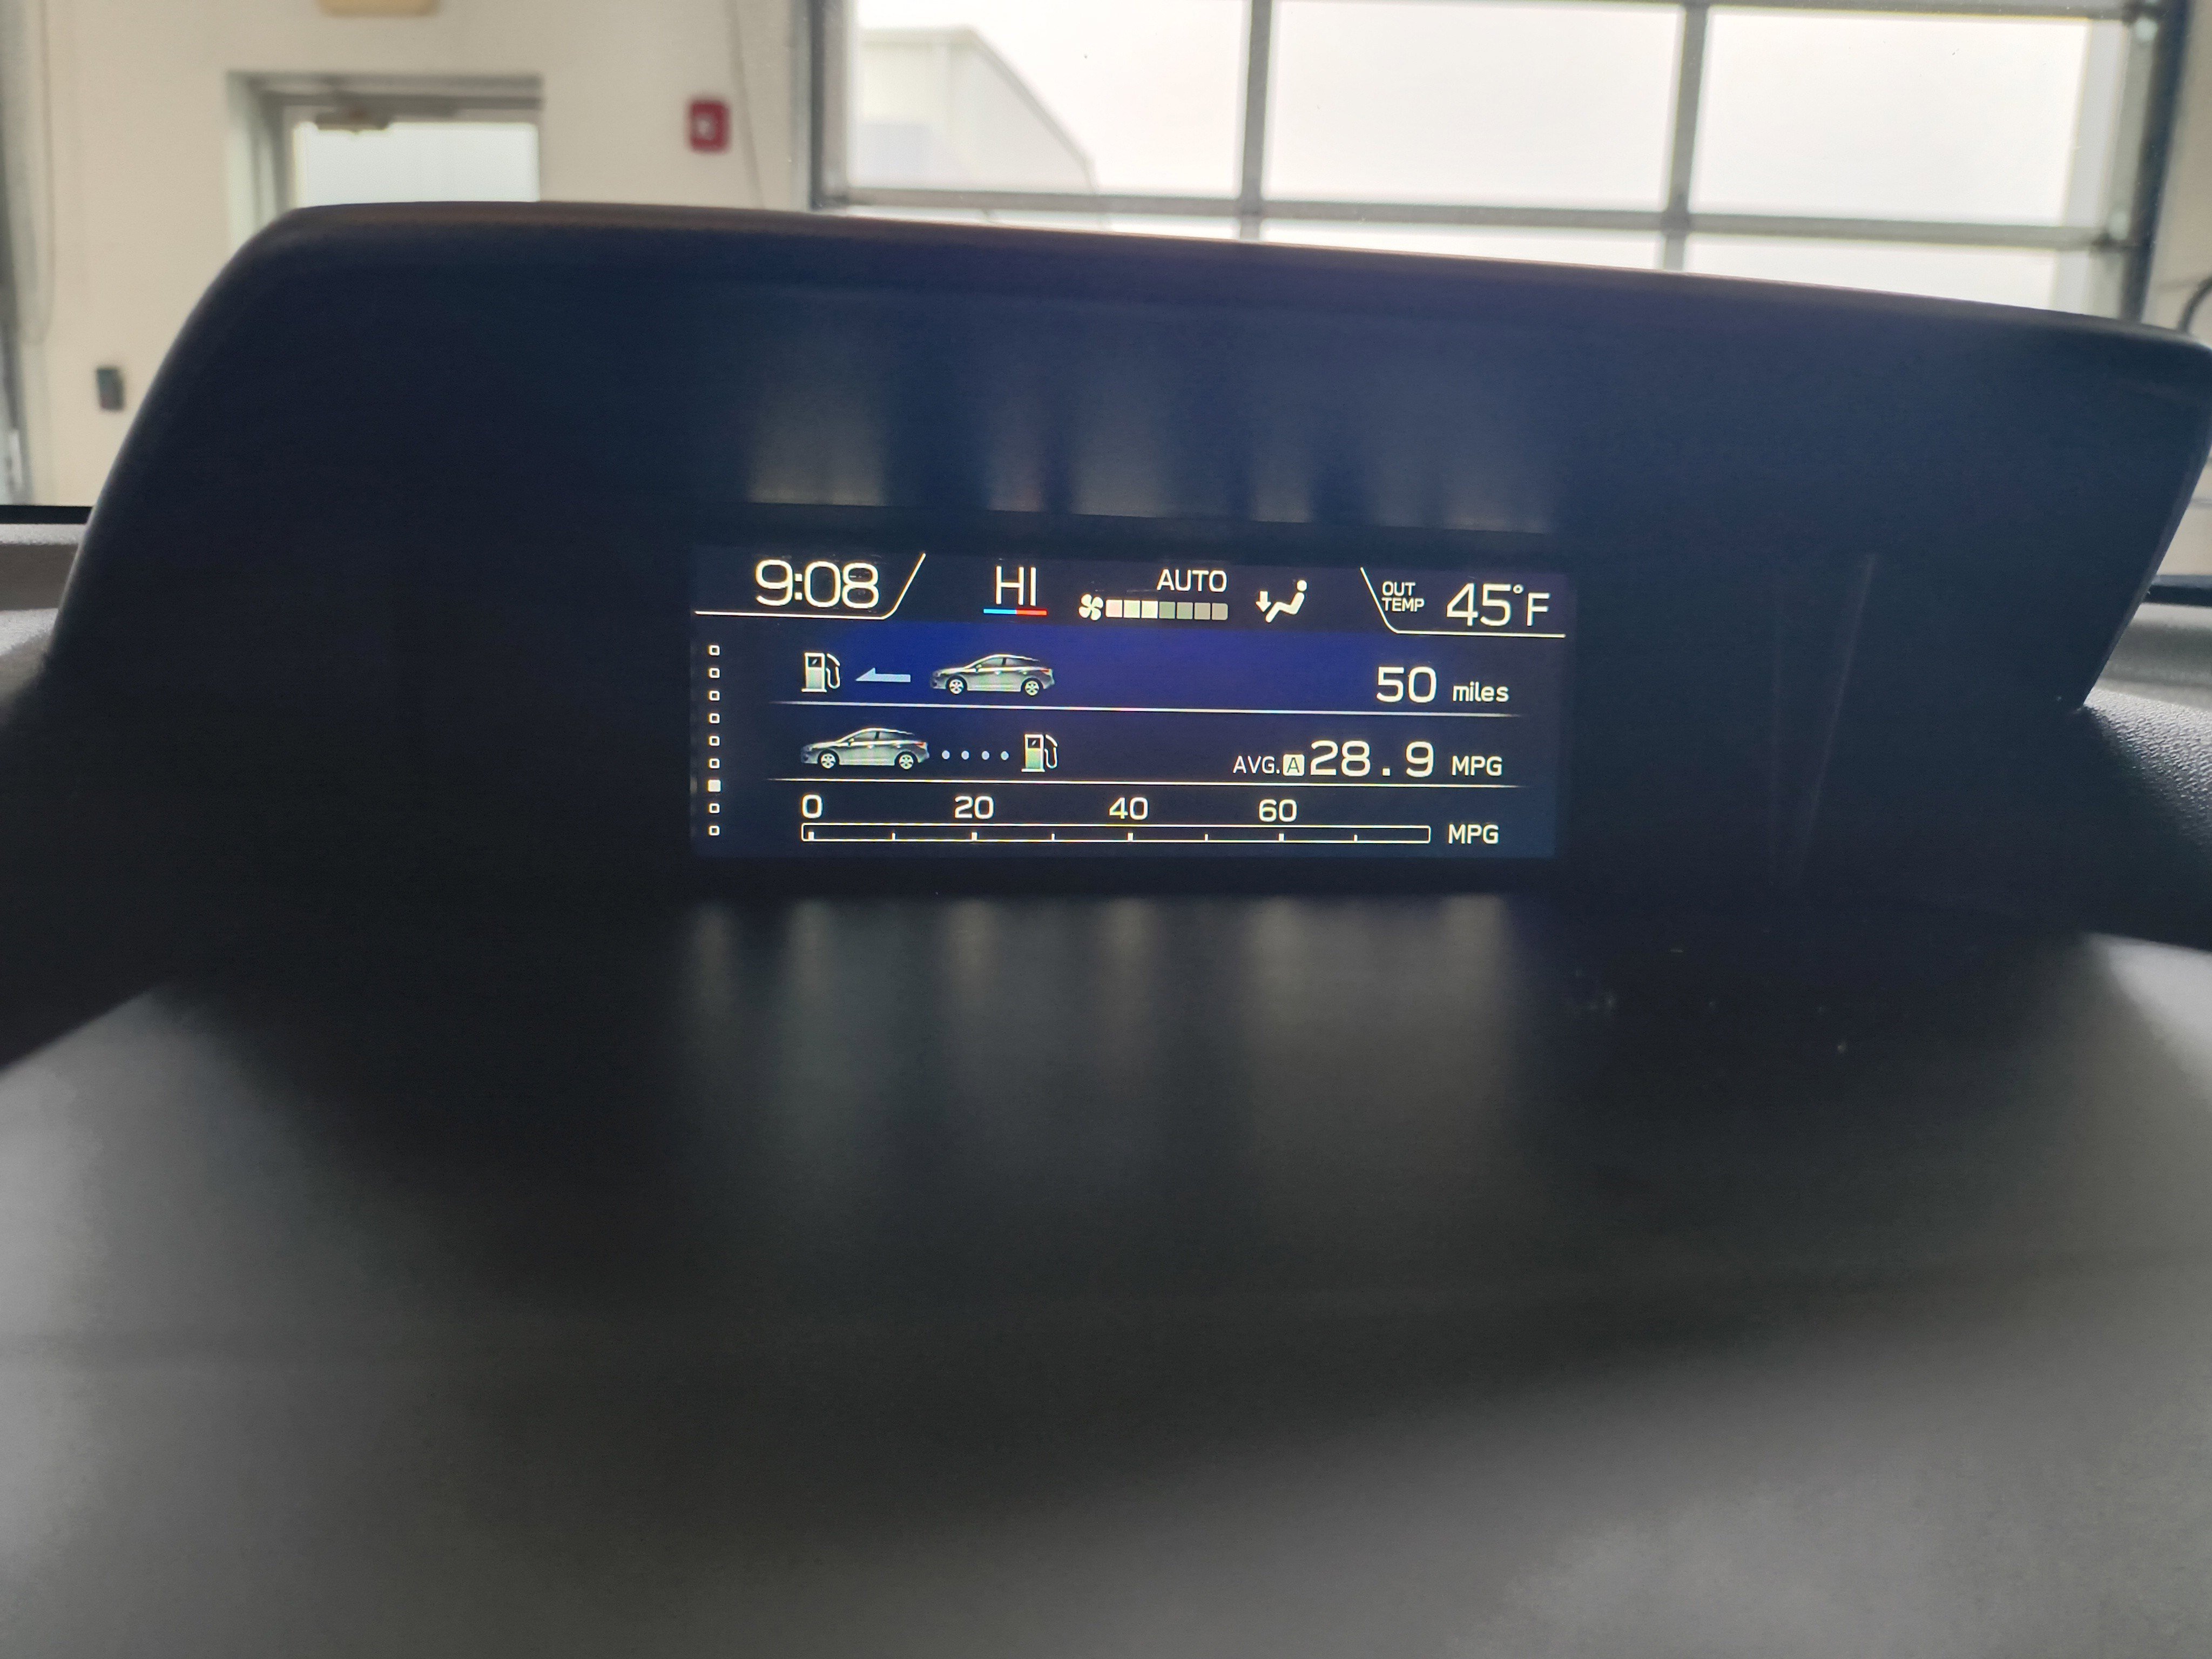 9:08 HI AUTO OUT TEMP 45°F
50 miles
AVG. A 28.9 MPG
0 20 40 60
MPG